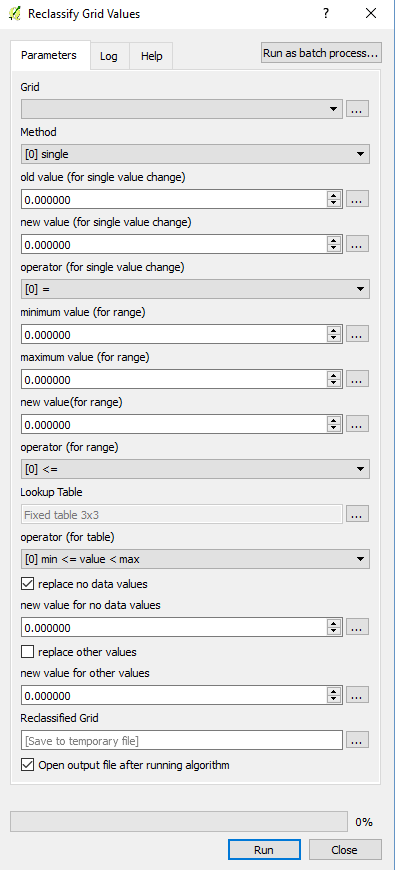 Reclassify Grid Values
?
Parameters Log Help Run as batch process...
Grid
...
Method
[0] single
old value (for single value change)
0.000000 ...
new value (for single value change)
0.000000 ...
operator (for single value change)
[0] =
minimum value (for range)
0.000000 ...
maximum value (for range)
0.000000 ...
new value(for range)
0.000000 ...
operator (for range)
[0] <=
Lookup Table
Fixed table 3x3 ...
operator (for table)
[0] min <= value < max
replace no data values
new value for no data values
0.000000 ...
replace other values
new value for other values
0.000000 ...
Reclassified Grid
[Save to temporary file] ...
Open output file after running algorithm
0%
Run Close